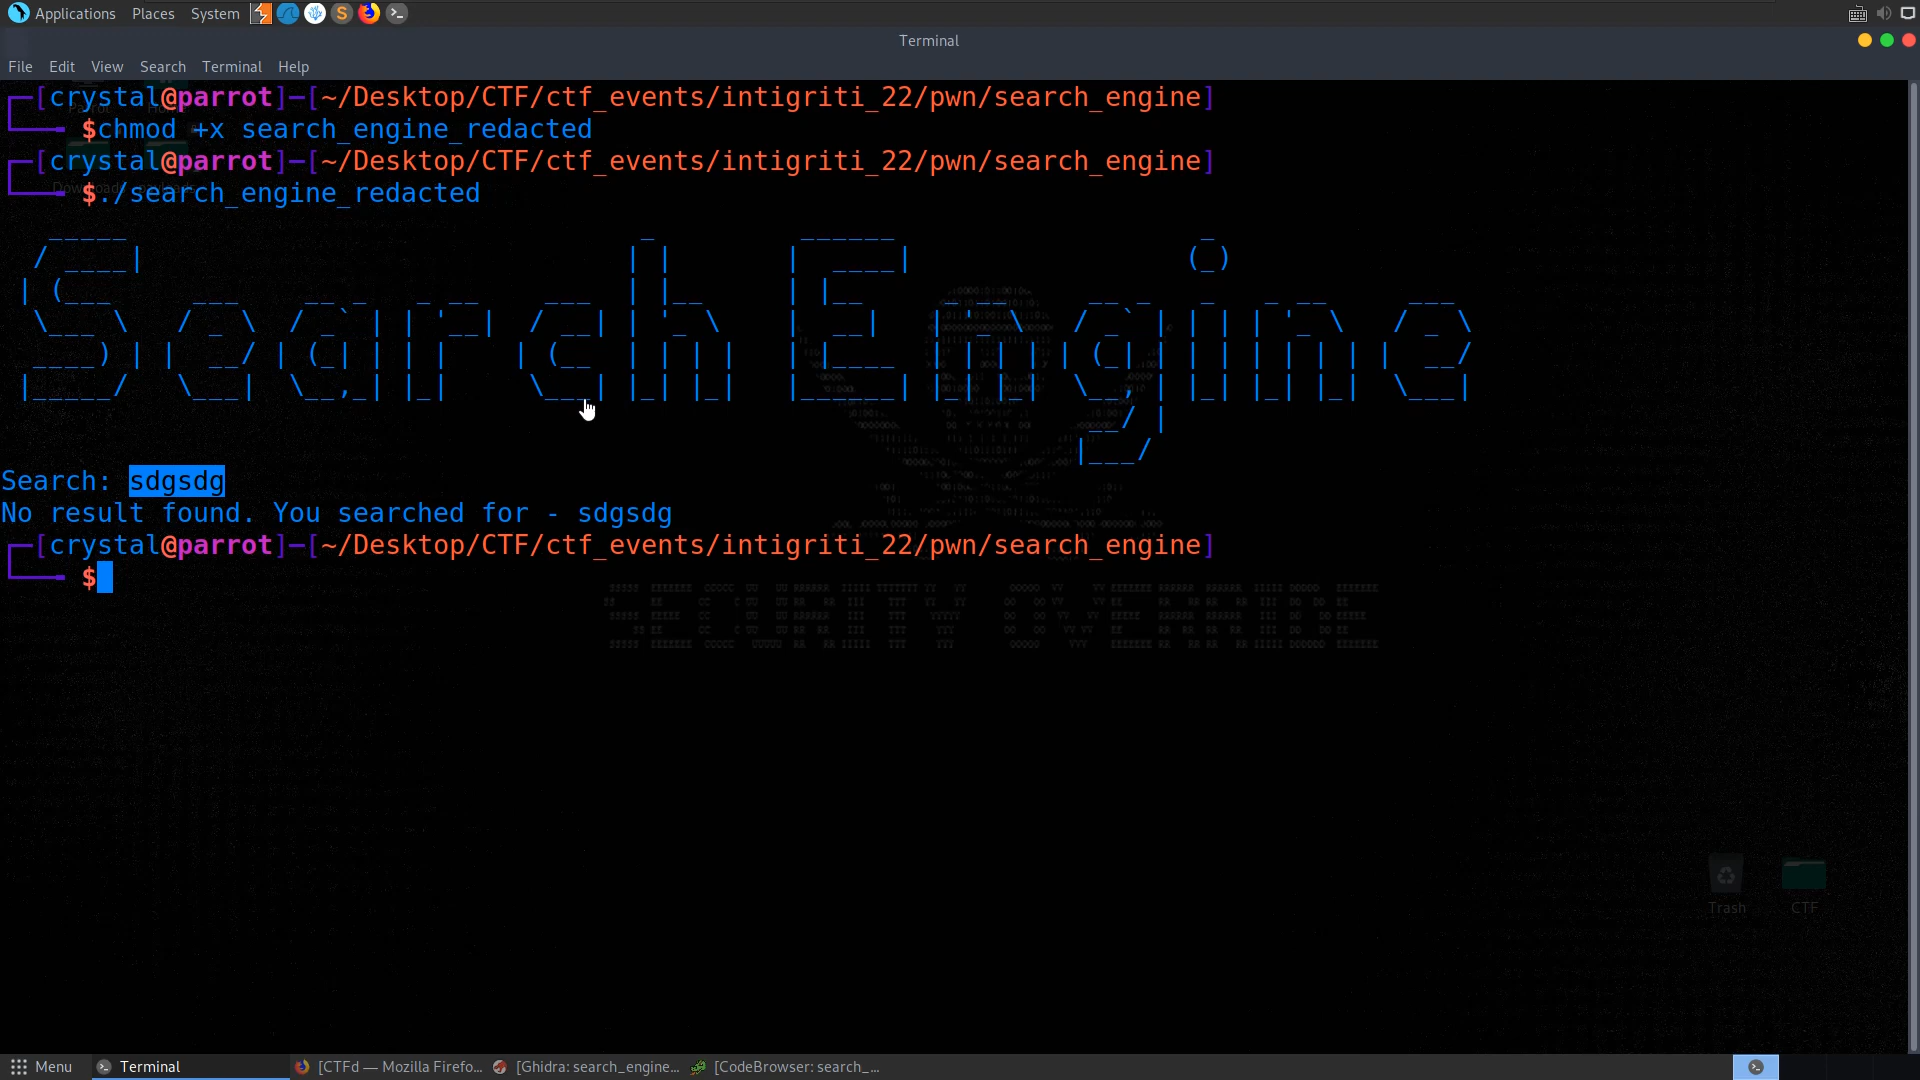 Applications Places System
Terminal
File Edit View Search Terminal Help
┌─[crystal@parrot]─[~/Desktop/CTF/ctf_events/intigriti_22/pwn/search_engine]
└──╼ $chmod +x search_engine_redacted
┌─[crystal@parrot]─[~/Desktop/CTF/ctf_events/intigriti_22/pwn/search_engine]
└──╼ $./search_engine_redacted
Search Engine
Search: sdgsdg
No result found. You searched for - sdgsdg
┌─[crystal@parrot]─[~/Desktop/CTF/ctf_events/intigriti_22/pwn/search_engine]
└──╼ $
SECURITY OVERRIDE
Trash CTF
Menu Terminal [CTFd — Mozilla Firefo... [Ghidra: search_engine... [CodeBrowser: search_...